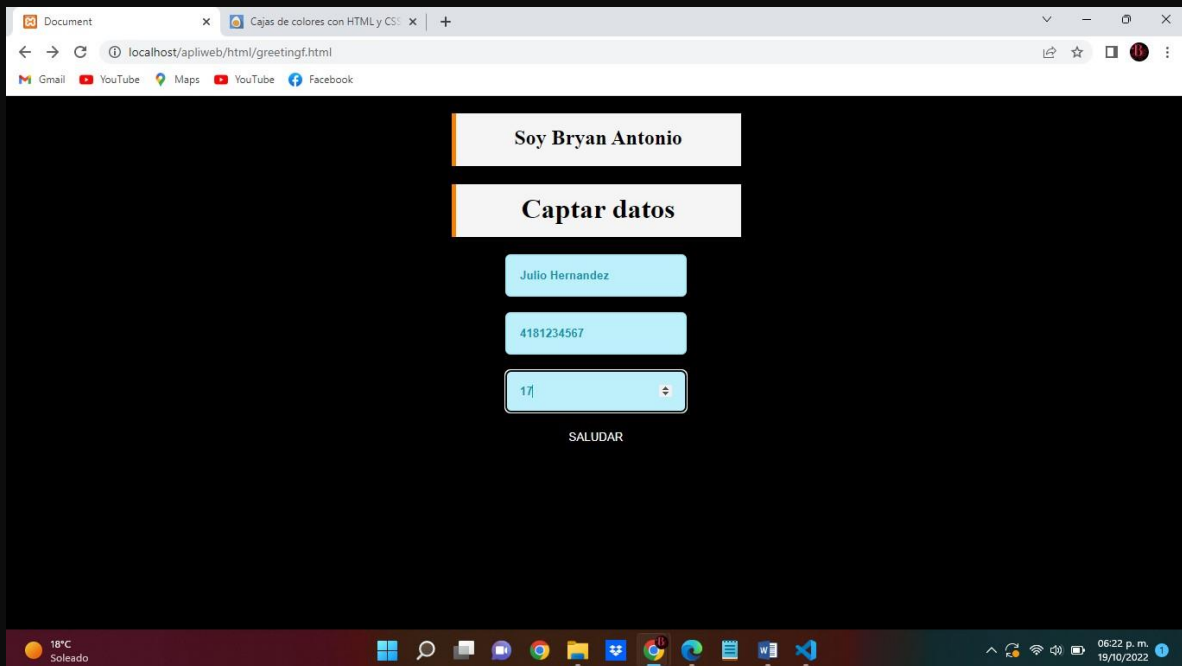 Document
Cajas de colores con HTML y CSS
localhost/apliweb/html/greetingf.html
Gmail YouTube Maps YouTube Facebook
Soy Bryan Antonio
Captar datos
Julio Hernandez
4181234567
17
SALUDAR
18°C
Soleado
06:22 p. m.
19/10/2022
1